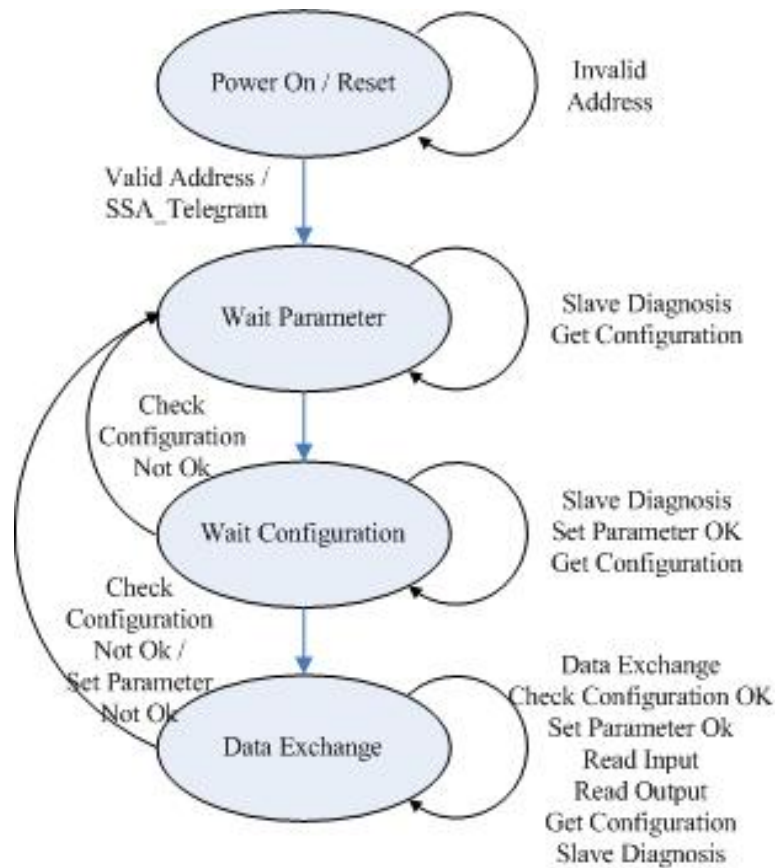 Power On / Reset
Invalid
Address
Valid Address /
SSA_Telegram
Wait Parameter
Slave Diagnosis
Get Configuration
Check
Configuration
Not Ok
Wait Configuration
Slave Diagnosis
Set Parameter OK
Get Configuration
Check
Configuration
Not Ok /
Set Parameter
Not Ok
Data Exchange
Data Exchange
Check Configuration OK
Set Parameter Ok
Read Input
Read Output
Get Configuration
Slave Diagnosis